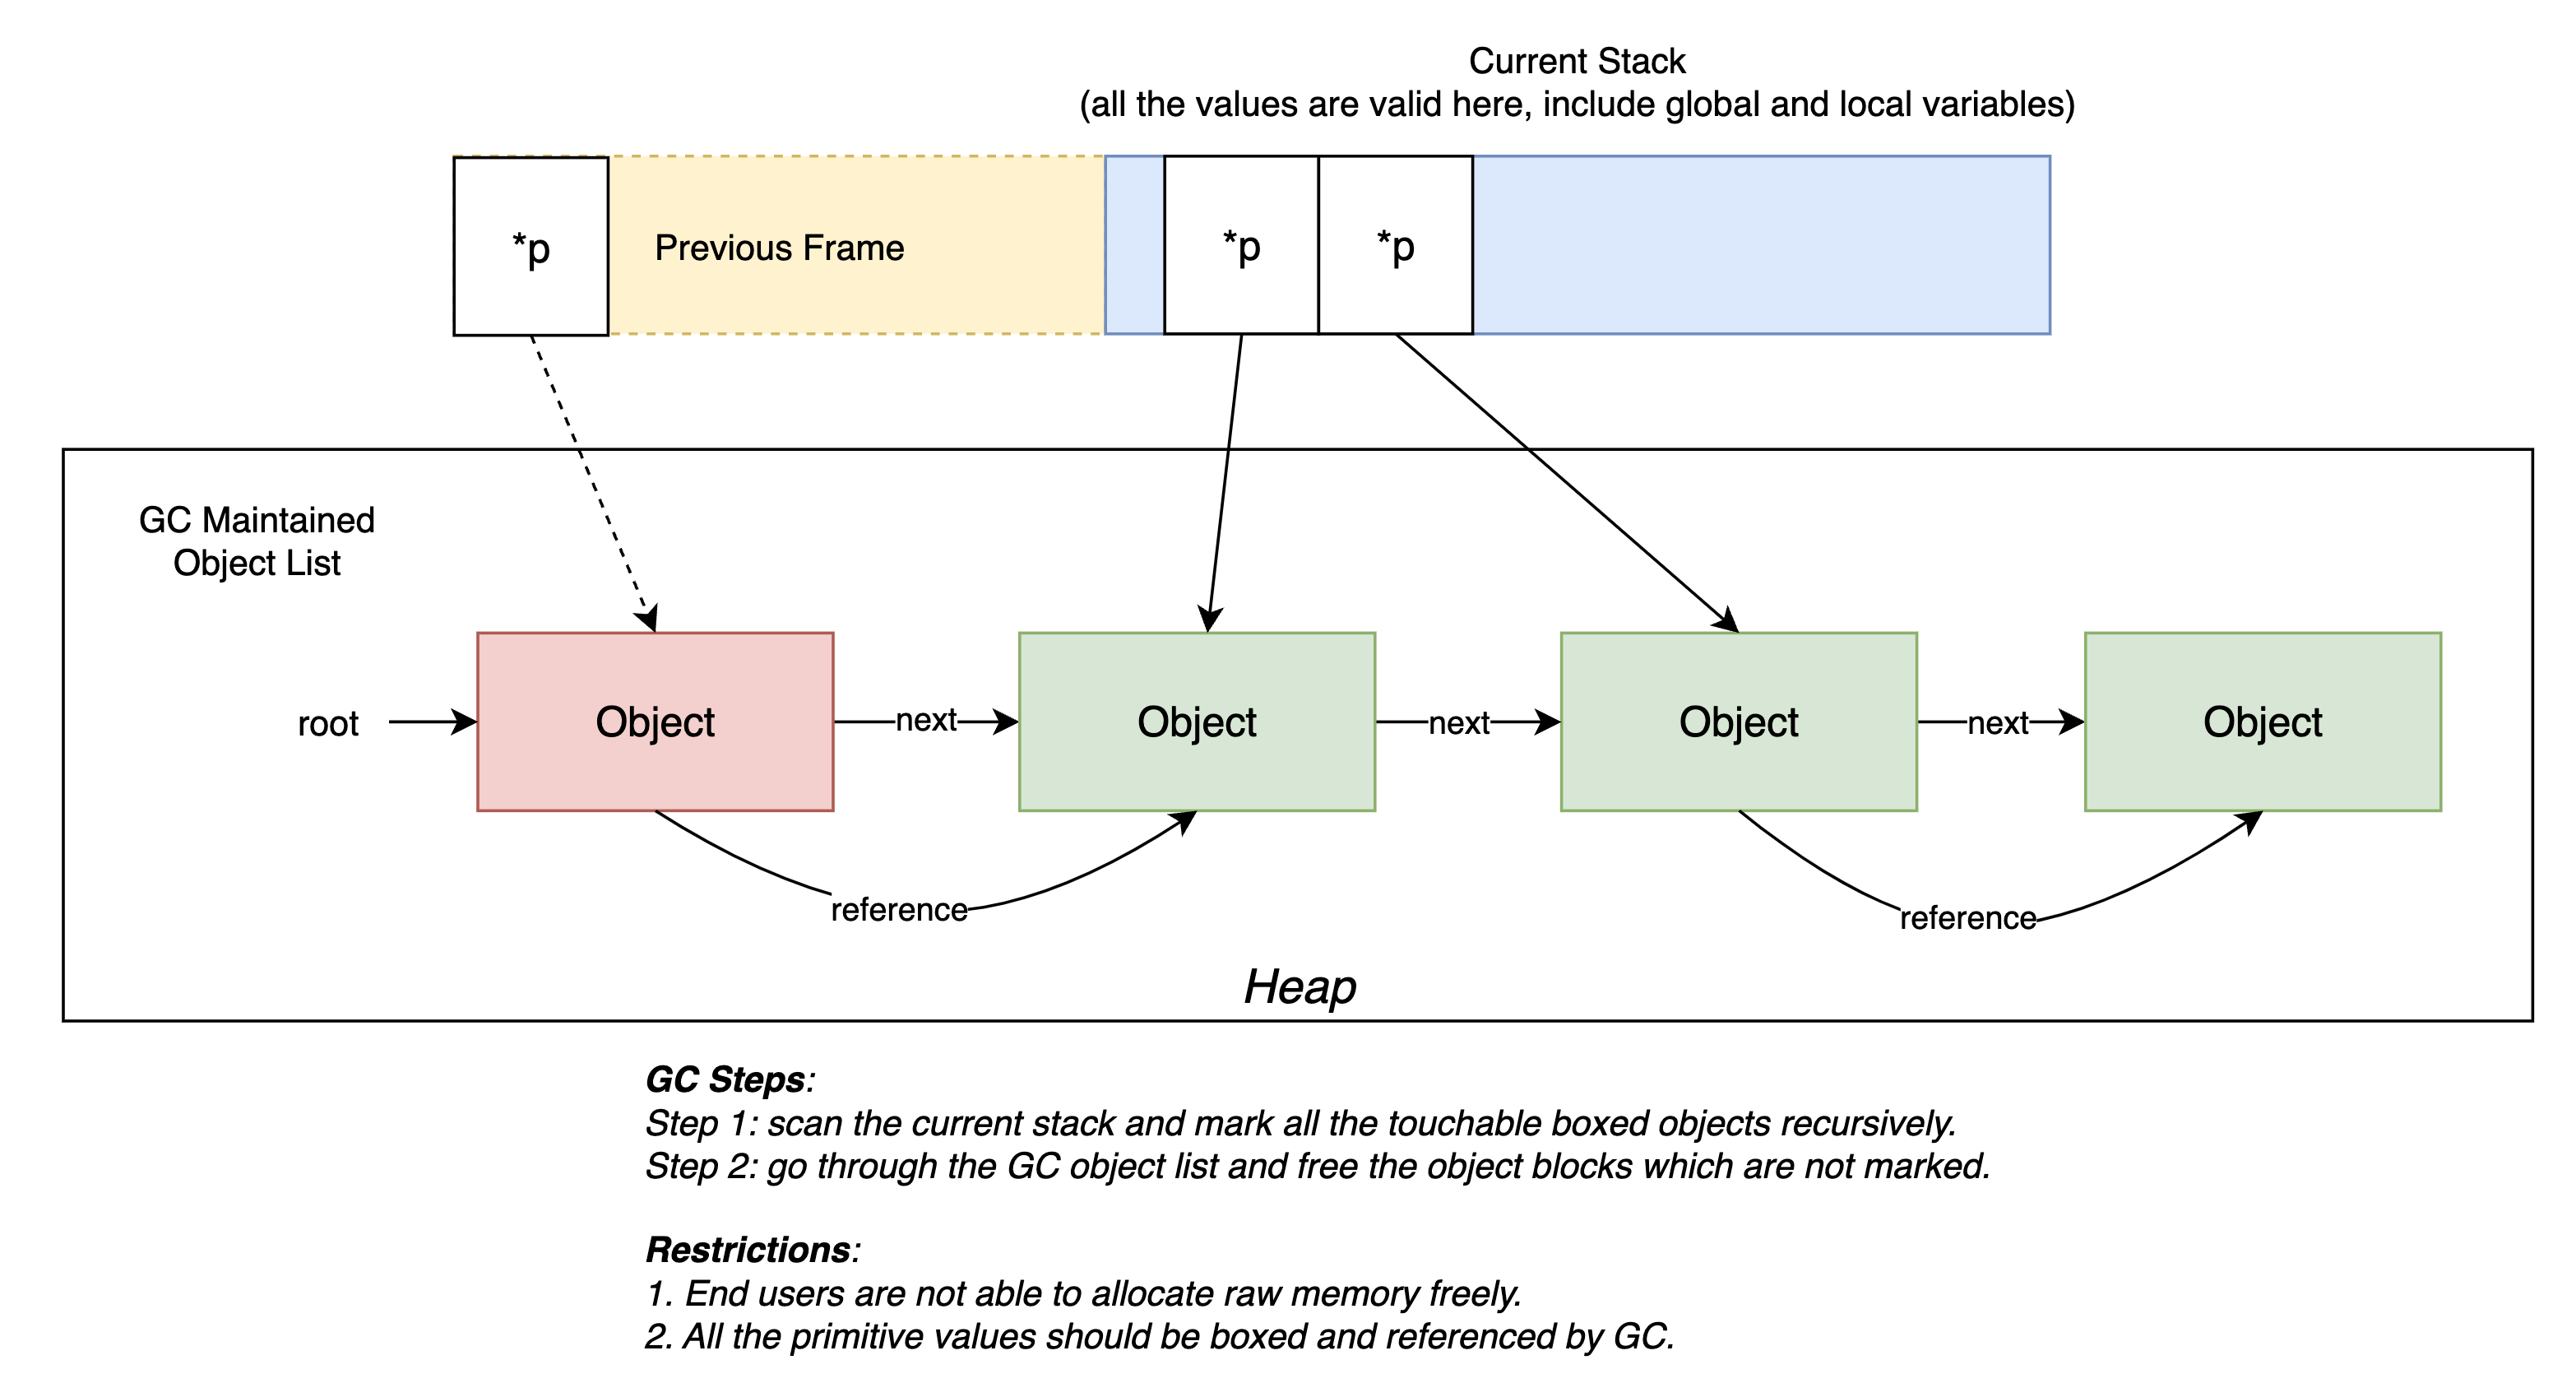 Current Stack
(all the values are valid here, include global and local variables)
*p
Previous Frame
*p
*p
GC Maintained
Object List
root
Object
next
Object
next
Object
next
Object
reference
reference
Heap
GC Steps:
Step 1: scan the current stack and mark all the touchable boxed objects recursively.
Step 2: go through the GC object list and free the object blocks which are not marked.
Restrictions:
1. End users are not able to allocate raw memory freely.
2. All the primitive values should be boxed and referenced by GC.